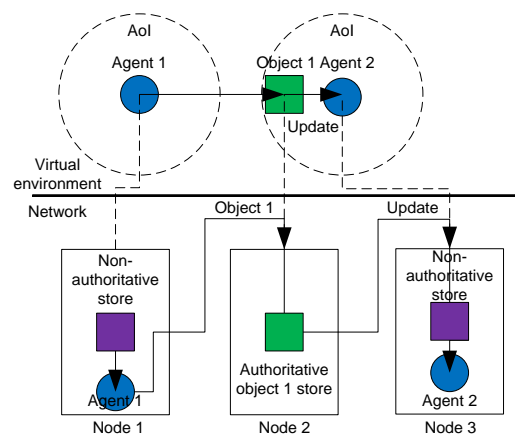 AoI
AoI
Agent 1
Object 1
Agent 2
Update
Virtual
environment
Network
Object 1
Update
Non-
authoritative
store
Non-
authoritative
store
Authoritative
object 1 store
Agent 1
Agent 2
Node 1
Node 2
Node 3